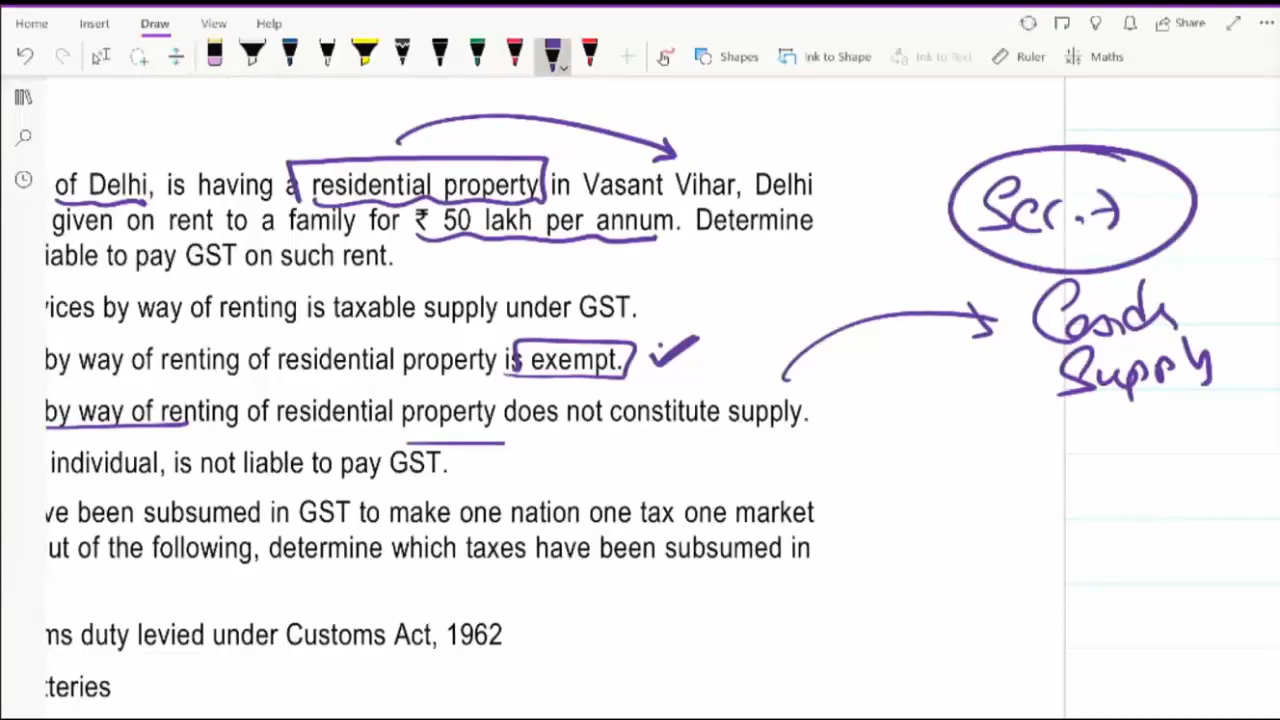 Home Insert Draw View Help Share
Shapes Ink to Shape Ink to Text Ruler Maths
of Delhi, is having a residential property in Vasant Vihar, Delhi
given on rent to a family for ₹ 50 lakh per annum. Determine
iable to pay GST on such rent.
vices by way of renting is taxable supply under GST.
by way of renting of residential property is exempt.
by way of renting of residential property does not constitute supply.
individual, is not liable to pay GST.
ve been subsumed in GST to make one nation one tax one market
ut of the following, determine which taxes have been subsumed in
ms duty levied under Customs Act, 1962
tteries
Supply